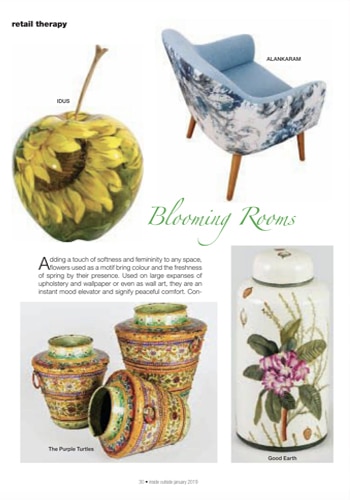 retail therapy
ALANKARAM
IDUS
Blooming Rooms
Adding a touch of softness and femininity to any space,
flowers used as a motif bring colour and the freshness
of spring by their presence. Used on large expanses of
upholstery and wallpaper or even as wall art, they are an
instant mood elevator and signify peaceful comfort. Con-
The Purple Turtles
Good Earth
30 • inside outside january 2019